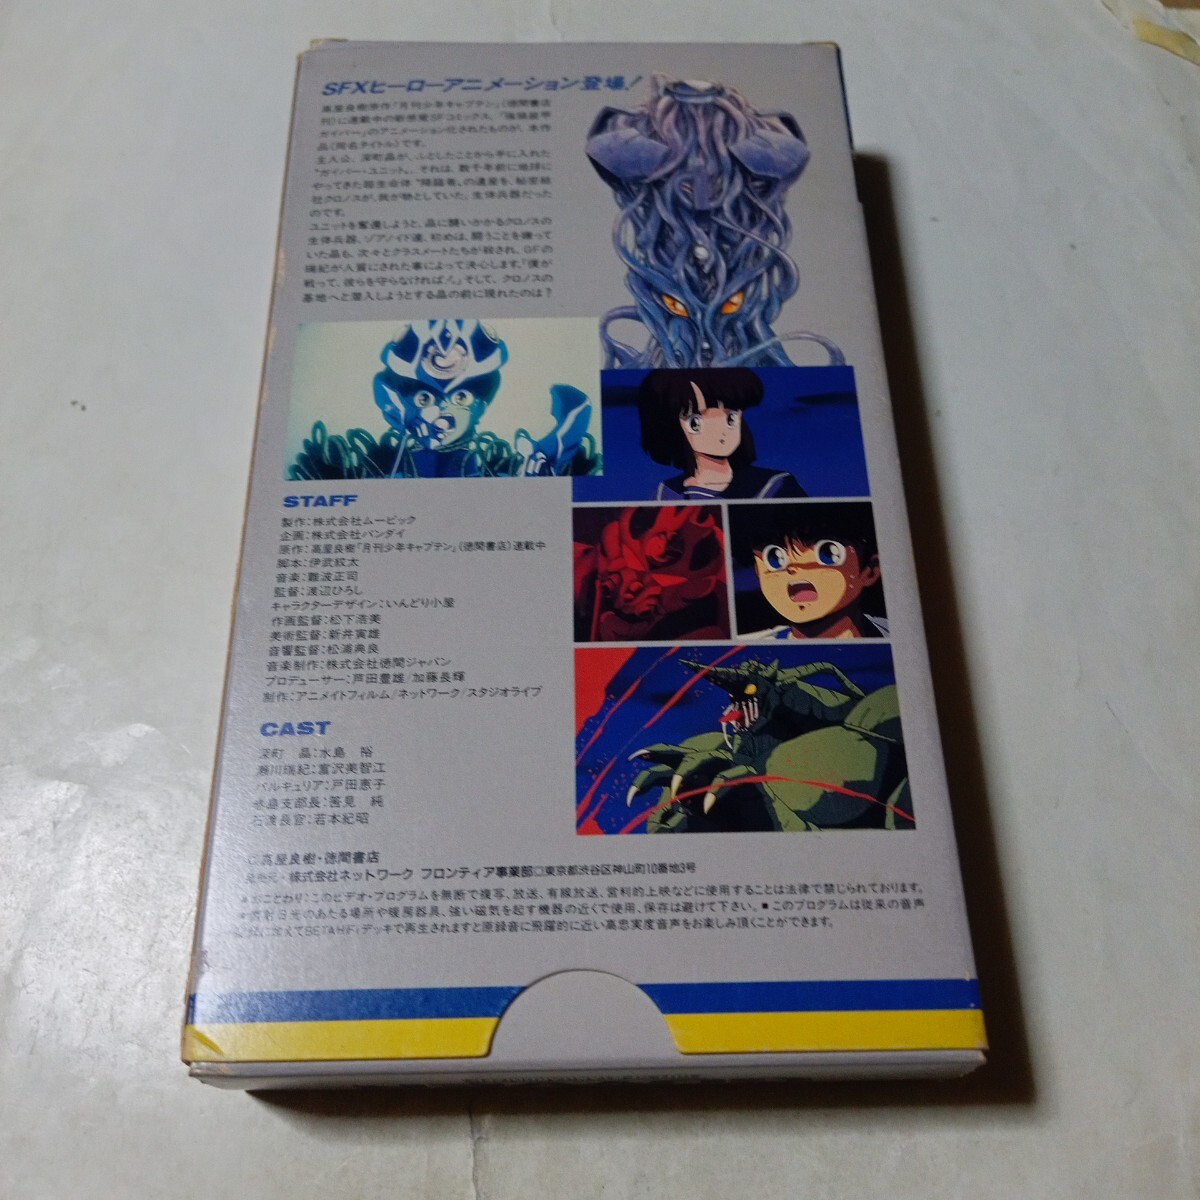 SFXヒーローアニメーション登場!
高屋良樹原作「月刊少年キャプテン」(徳間書店
刊)に連載中の新感覚SFコミックス、「強殖装甲
ガイバー」のアニメーション化されたものが、本作
品(同名タイトル)です。
主人公、深町晶が、ふとしたことから手に入れた
"ガイバー・ユニット"。それは、数千年前に地球に
やってきた超生命体"降臨者"の遺産を、秘密結
社クロノスが、我が物としていた、生体兵器だった
のです。
ユニットを奪還しようと、晶に襲いかかるクロノスの
生体兵器、ゾアノイド達。初めは、闘うことを嫌って
いた晶も、次々とクラスメートたちが殺され、GFの
瑞紀が人質にされた事によって決心します。「僕が
戦って、彼らを守らなければ!」そして、クロノスの
基地へと潜入しようとする晶の前に現れたのは?
STAFF
製作:株式会社ムービック
企画:株式会社バンダイ
原作:高屋良樹「月刊少年キャプテン」(徳間書店)連載中
脚本:伊武紋太
音楽:難波正司
監督:渡辺ひろし
キャラクターデザイン:いんどり小屋
作画監督:松下浩美
美術監督:新井寅雄
音響監督:松浦典良
音楽制作:株式会社徳間ジャパン
プロデューサー:戸田豊雄/加藤長輝
制作:アニメイトフィルム/ネットワーク/スタジオライブ
CAST
深町 晶:水島 裕
瀬川瑞紀:富沢美智江
バルキュリア:戸田恵子
水島支部長:筈見 純
石渡長官:若本紀昭
©高屋良樹・徳間書店
発売元・株式会社ネットワーク フロンティア事業部□東京都渋谷区神山町10番地3号
■おことわり:このビデオ・プログラムを無断で複写、放送、有線放送、営利的上映などに使用することは法律で禁じられております。
■直射日光のあたる場所や暖房器具、強い磁気を起す機器の近くで使用、保存は避けて下さい。■このプログラムは従来の音声
に加えてBETAHFiデッキで再生されますと原録音に飛躍的に近い高忠実度音声をお楽しみ頂くことができます。